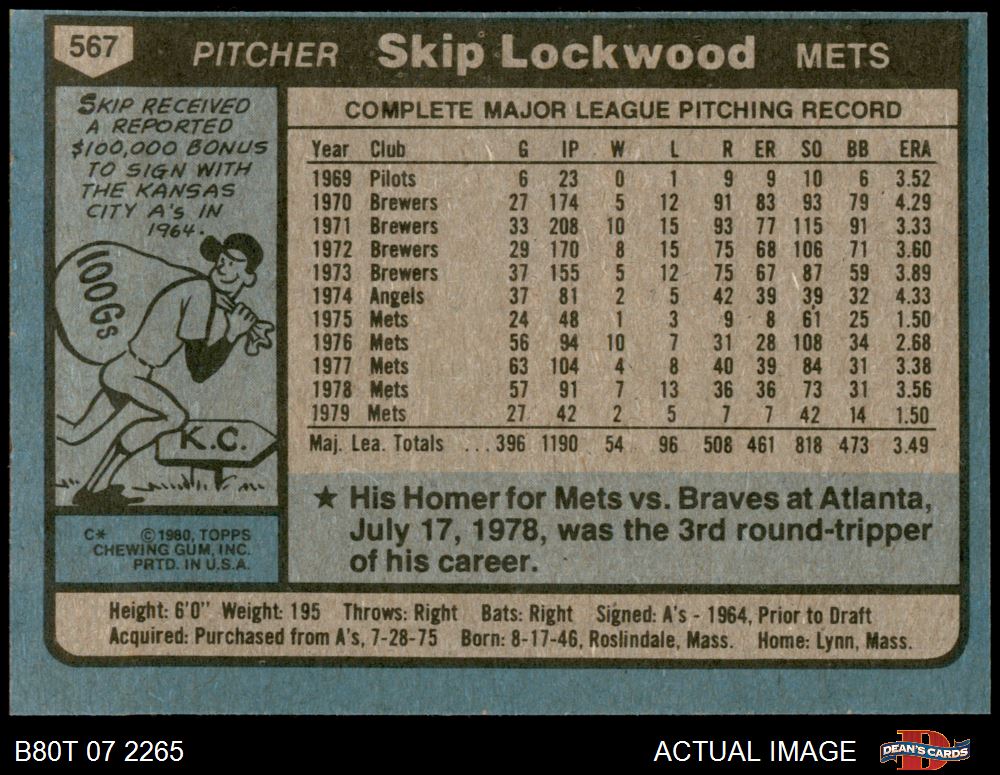 567 PITCHER Skip Lockwood METS
SKIP RECEIVED
A REPORTED
$100,000 BONUS
TO SIGN WITH
THE KANSAS
CITY A's IN
1964.
100Gs
K.C.
C* © 1980, TOPPS
CHEWING GUM, INC.
PRTD. IN U.S.A.
COMPLETE MAJOR LEAGUE PITCHING RECORD
Year Club G IP W L R ER SO BB ERA
1969 Pilots 6 23 0 1 9 9 10 6 3.52
1970 Brewers 27 174 5 12 91 83 93 79 4.29
1971 Brewers 33 208 10 15 93 77 115 91 3.33
1972 Brewers 29 170 8 15 75 68 106 71 3.60
1973 Brewers 37 155 5 12 75 67 87 59 3.89
1974 Angels 37 81 2 5 42 39 39 32 4.33
1975 Mets 24 48 1 3 9 8 61 25 1.50
1976 Mets 56 94 10 7 31 28 108 34 2.68
1977 Mets 63 104 4 8 40 39 84 31 3.38
1978 Mets 57 91 7 13 36 36 73 31 3.56
1979 Mets 27 42 2 5 7 7 42 14 1.50
Maj. Lea. Totals ... 396 1190 54 96 508 461 818 473 3.49
★ His Homer for Mets vs. Braves at Atlanta,
July 17, 1978, was the 3rd round-tripper
of his career.
Height: 6'0" Weight: 195 Throws: Right Bats: Right Signed: A's - 1964, Prior to Draft
Acquired: Purchased from A's, 7-28-75 Born: 8-17-46, Roslindale, Mass. Home: Lynn, Mass.
B80T 07 2265 ACTUAL IMAGE DEAN'S CARDS